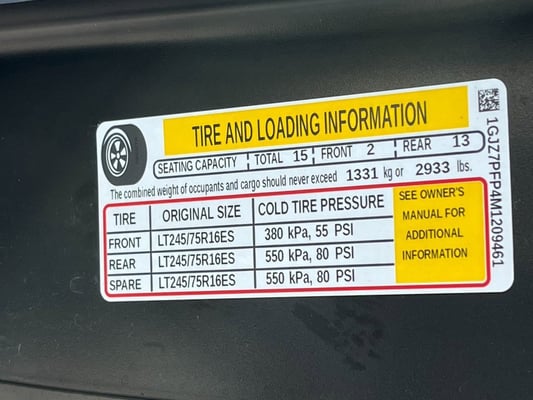 TIRE AND LOADING INFORMATION
SEATING CAPACITY TOTAL 15 FRONT 2 REAR 13
The combined weight of occupants and cargo should never exceed 1331 kg or 2933 lbs.
TIRE ORIGINAL SIZE COLD TIRE PRESSURE
FRONT LT245/75R16ES 380 kPa, 55 PSI
REAR LT245/75R16ES 550 kPa, 80 PSI
SPARE LT245/75R16ES 550 kPa, 80 PSI
SEE OWNER'S
MANUAL FOR
ADDITIONAL
INFORMATION
1GJZ7PFP4M1209461